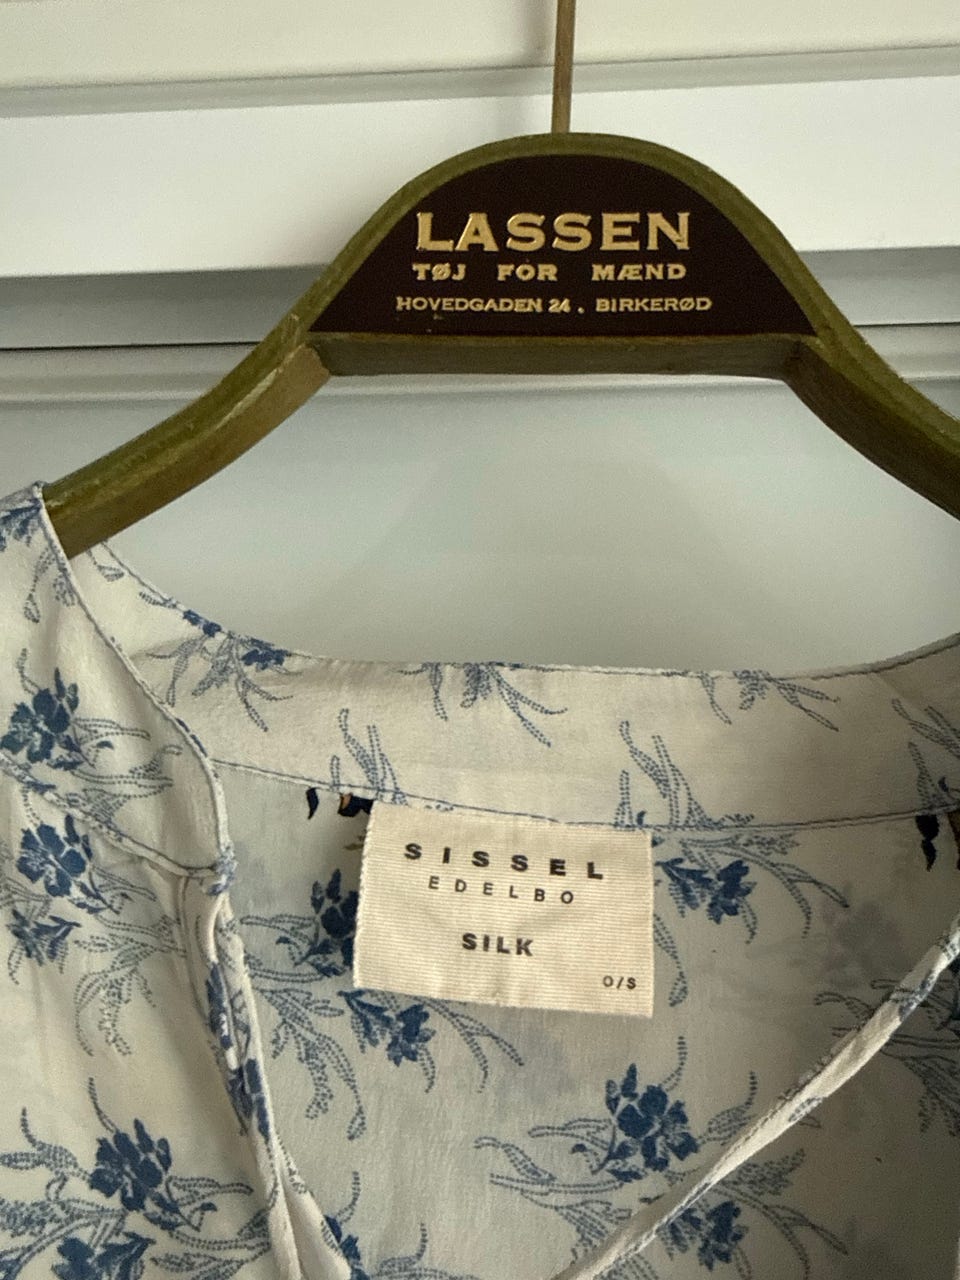 LASSEN
TØJ FOR MÆND
HOVEDGADEN 24 . BIRKERØD
SISSEL
EDELBO
SILK
O/S